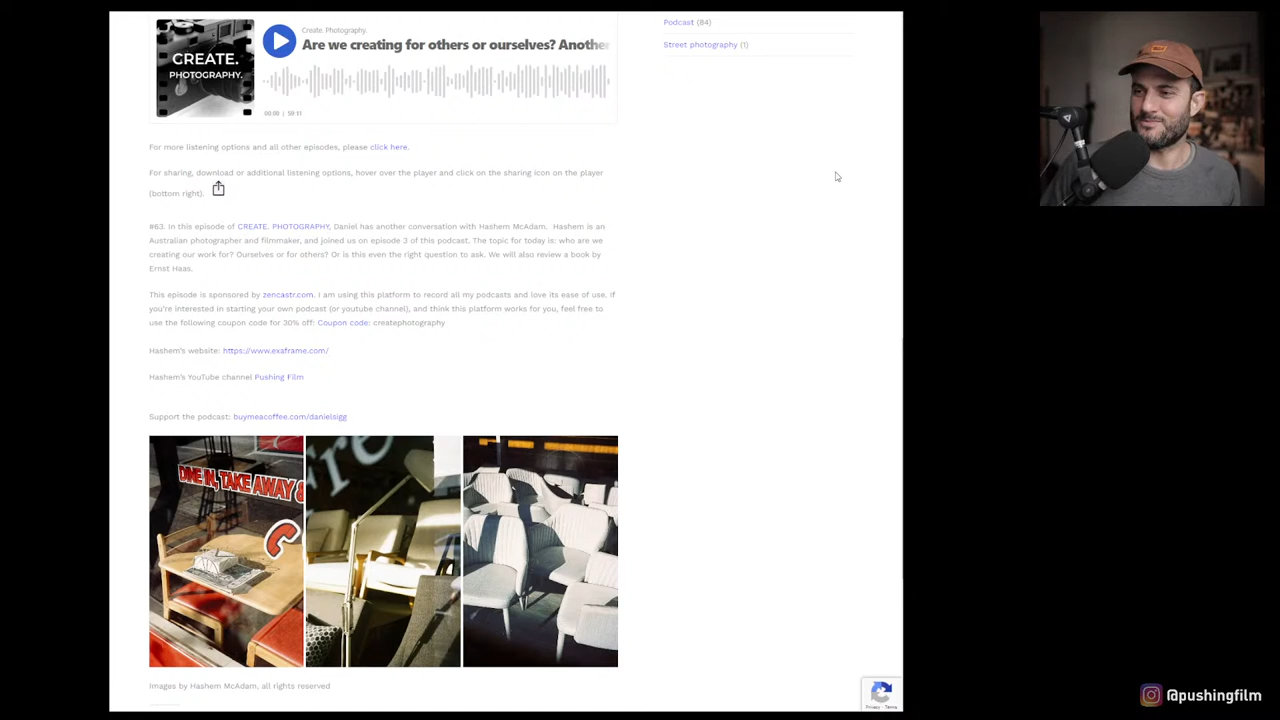 Podcast (84)
Street photography (1)
CREATE.
PHOTOGRAPHY.
Create. Photography.
Are we creating for others or ourselves? Anothe
00:00 | 59:11
For more listening options and all other episodes, please click here.
For sharing, download or additional listening options, hover over the player and click on the sharing icon on the player
(bottom right).
#63. In this episode of CREATE. PHOTOGRAPHY, Daniel has another conversation with Hashem McAdam. Hashem is an
Australian photographer and filmmaker, and joined us on episode 3 of this podcast. The topic for today is: who are we
creating our work for? Ourselves or for others? Or is this even the right question to ask. We will also review a book by
Ernst Haas.
This episode is sponsored by zencastr.com. I am using this platform to record all my podcasts and love its ease of use. If
you're interested in starting your own podcast (or youtube channel), and think this platform works for you, feel free to
use the following coupon code for 30% off: Coupon code: createphotography
Hashem's website: https://www.exaframe.com/
Hashem's YouTube channel Pushing Film
Support the podcast: buymeacoffee.com/danielsigg
DINE IN, TAKE AWAY &
fre
Images by Hashem McAdam, all rights reserved
Privacy - Terms
@pushingfilm